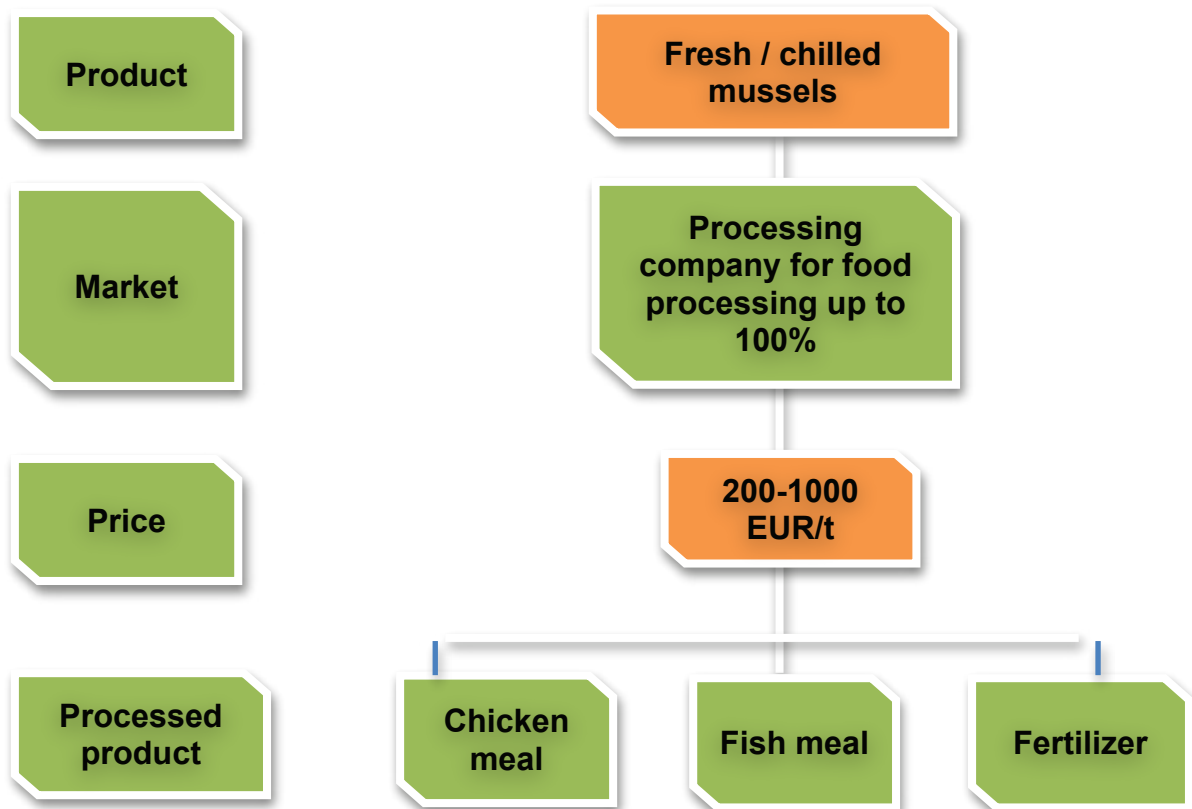 Product
Fresh / chilled
mussels
Market
Processing
company for food
processing up to
100%
Price
200-1000
EUR/t
Processed
product
Chicken
meal
Fish meal
Fertilizer